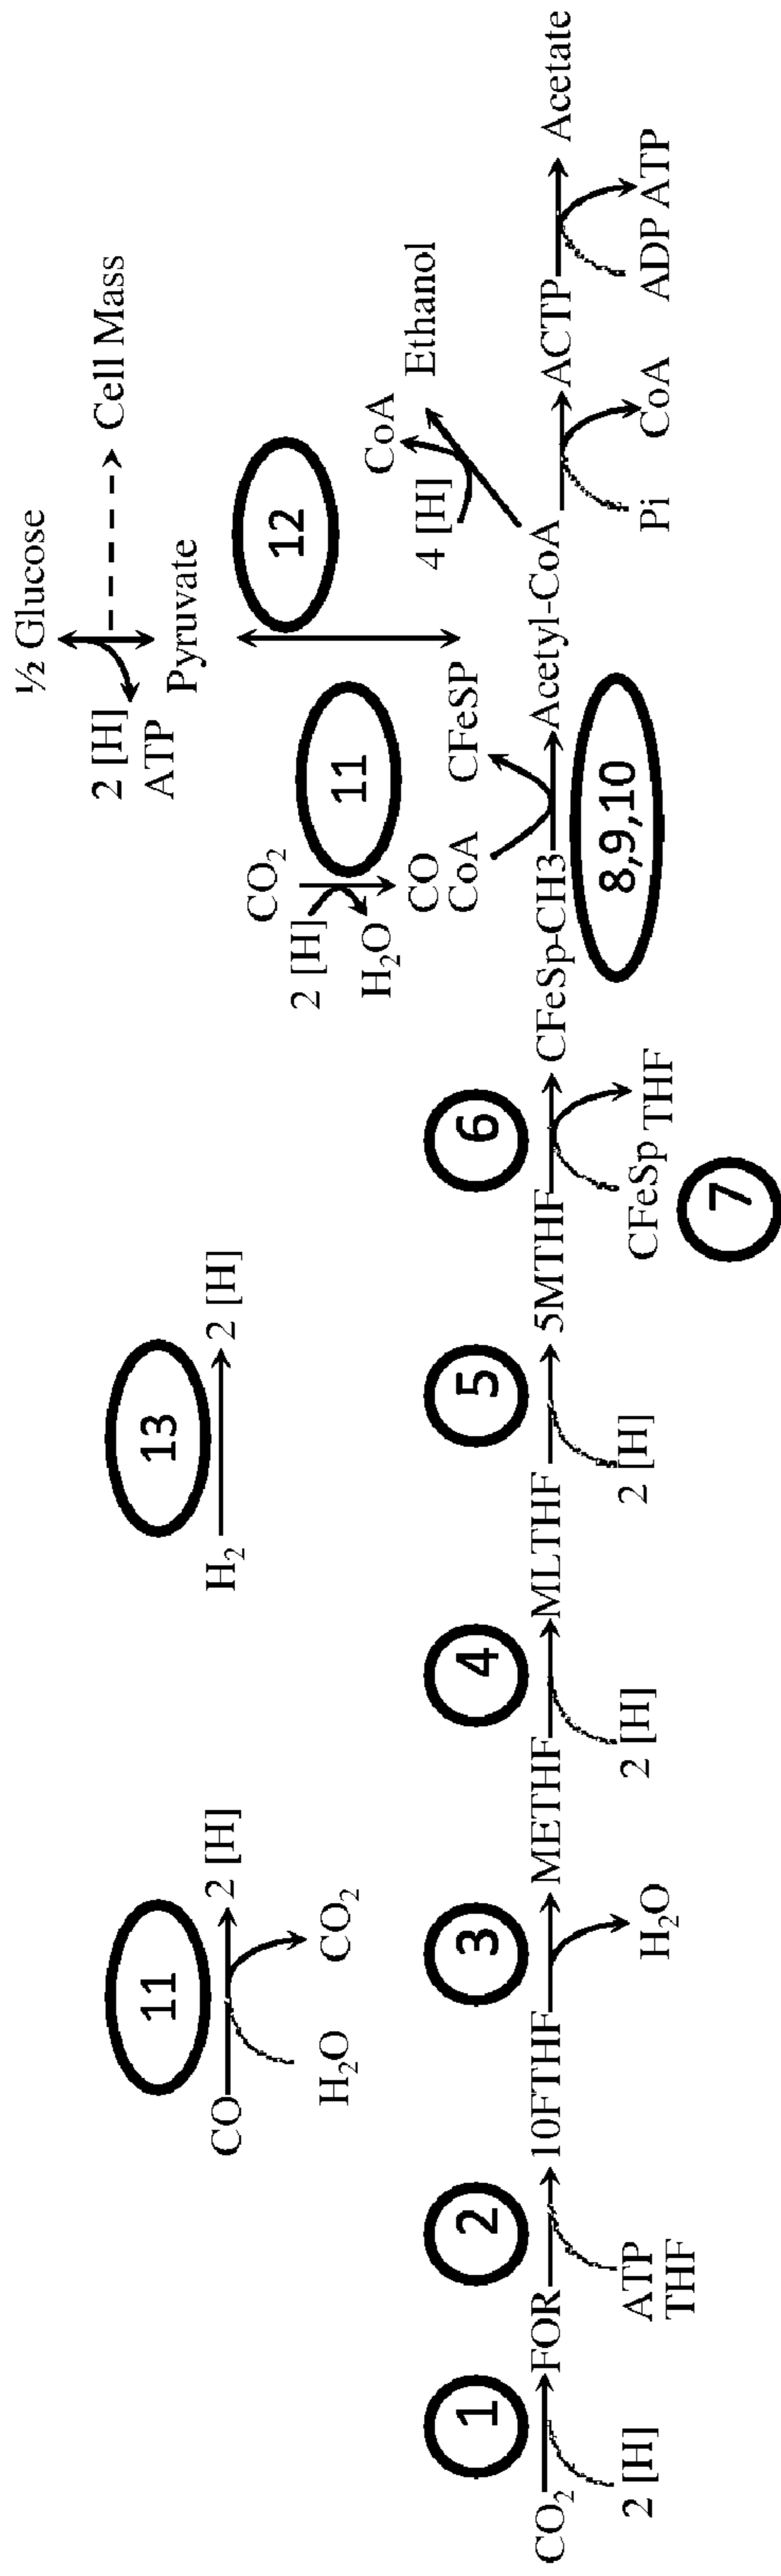 ½ Glucose
2 [H]
ATP
Cell Mass
Pyruvate
12
CO
H₂O
11
2 [H]
CO₂
H₂
13
2 [H]
CO₂
2 [H]
H₂O
11
CO
CoA
CFeSP
4 [H]
CoA
Ethanol
1
2
3
4
5
6
CO₂
FOR
10FTHF
METHF
MLTHF
5MTHF
CFeSp-CH3
Acetyl-CoA
ACTP
Acetate
2 [H]
ATP
THF
H₂O
2 [H]
2 [H]
CFeSp
THF
7
8,9,10
Pi
CoA
ADP
ATP